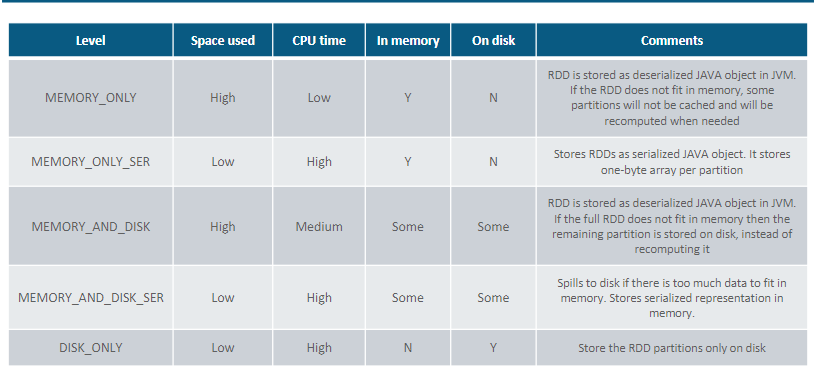 Level Space used CPU time In memory On disk Comments
RDD is stored as deserialized JAVA object in JVM.
If the RDD does not fit in memory, some
MEMORY_ONLY High Low Y N
partitions will not be cached and will be
recomputed when needed
MEMORY_ONLY_SER Low High Y N
Stores RDDs as serialized JAVA object. It stores
one-byte array per partition
RDD is stored as deserialized JAVA object in JVM.
MEMORY_AND_DISK High Medium Some Some
If the full RDD does not fit in memory then the
remaining partition is stored on disk, instead of
recomputing it
Spills to disk if there is too much data to fit in
MEMORY_AND_DISK_SER Low High Some Some
memory. Stores serialized representation in
memory.
DISK_ONLY Low High N Y Store the RDD partitions only on disk